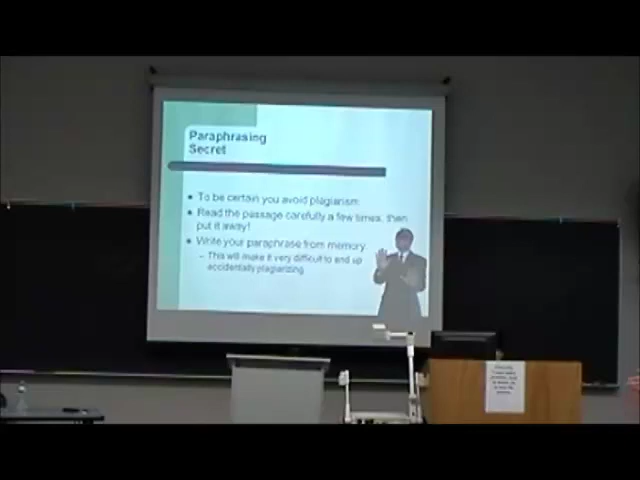 Paraphrasing
Secret
To be certain you avoid plagiarism:
Read the passage carefully a few times, then
put it away!
Write your paraphrase from memory.
– This will make it very difficult to end up
accidentally plagiarizing.